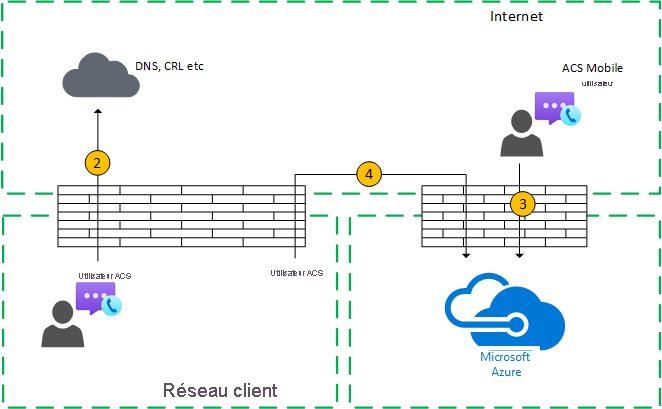 Internet
DNS, CRL etc
ACS Mobile
utilisateur
2
4
3
Utilisateur ACS
Utilisateur ACS
Microsoft
Azure
Réseau client